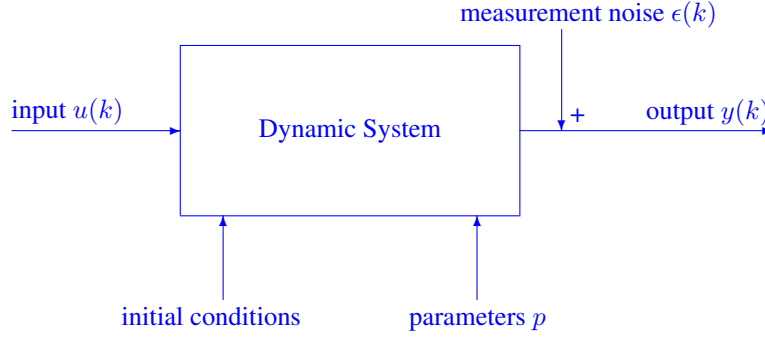 measurement noise ϵ(k)
input u(k)
Dynamic System
+
output y(k)
initial conditions
parameters p